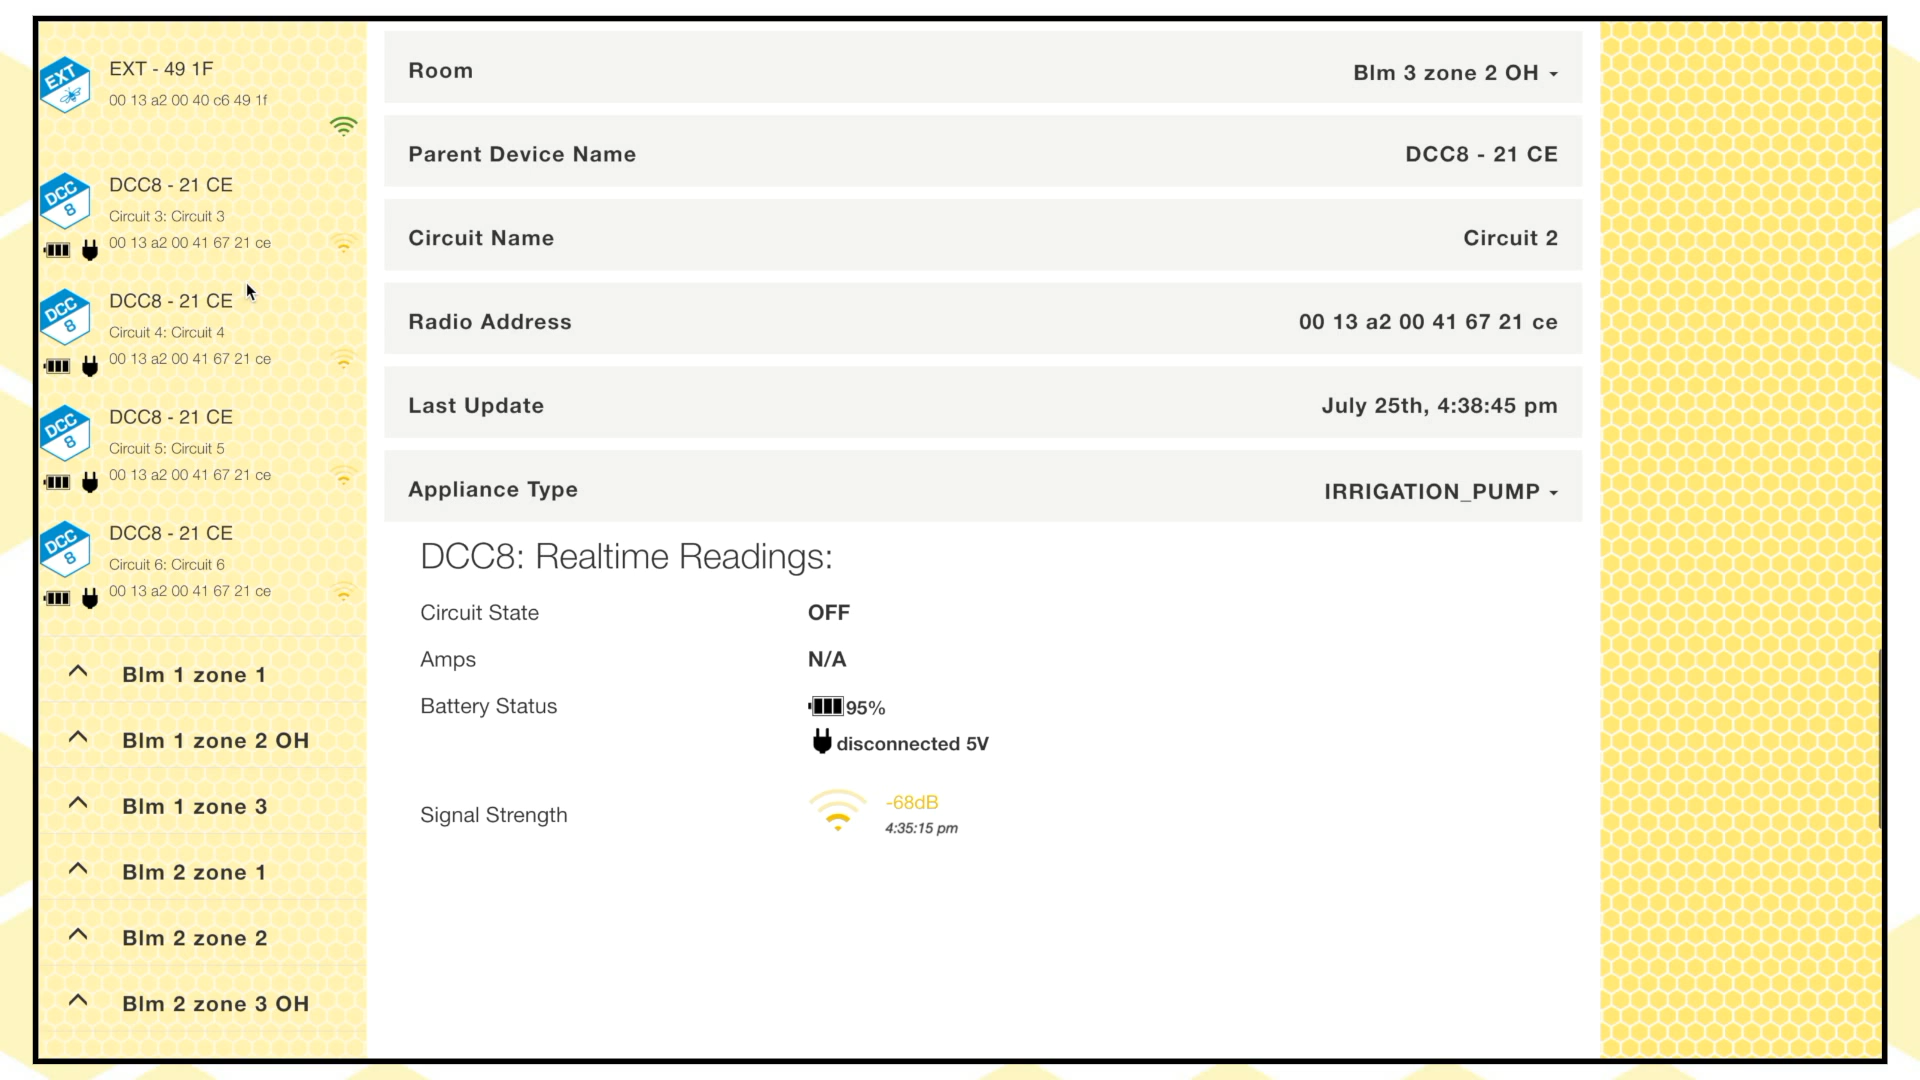 EXT
EXT - 49 1F
00 13 a2 00 40 c6 49 1f
DCC
8
DCC8 - 21 CE
Circuit 3: Circuit 3
00 13 a2 00 41 67 21 ce
DCC
8
DCC8 - 21 CE
Circuit 4: Circuit 4
00 13 a2 00 41 67 21 ce
DCC
8
DCC8 - 21 CE
Circuit 5: Circuit 5
00 13 a2 00 41 67 21 ce
DCC
8
DCC8 - 21 CE
Circuit 6: Circuit 6
00 13 a2 00 41 67 21 ce
Blm 1 zone 1
Blm 1 zone 2 OH
Blm 1 zone 3
Blm 2 zone 1
Blm 2 zone 2
Blm 2 zone 3 OH
Room Blm 3 zone 2 OH
Parent Device Name DCC8 - 21 CE
Circuit Name Circuit 2
Radio Address 00 13 a2 00 41 67 21 ce
Last Update July 25th, 4:38:45 pm
Appliance Type IRRIGATION_PUMP
DCC8: Realtime Readings:
Circuit State OFF
Amps N/A
Battery Status 95%
disconnected 5V
Signal Strength -68dB
4:35:15 pm